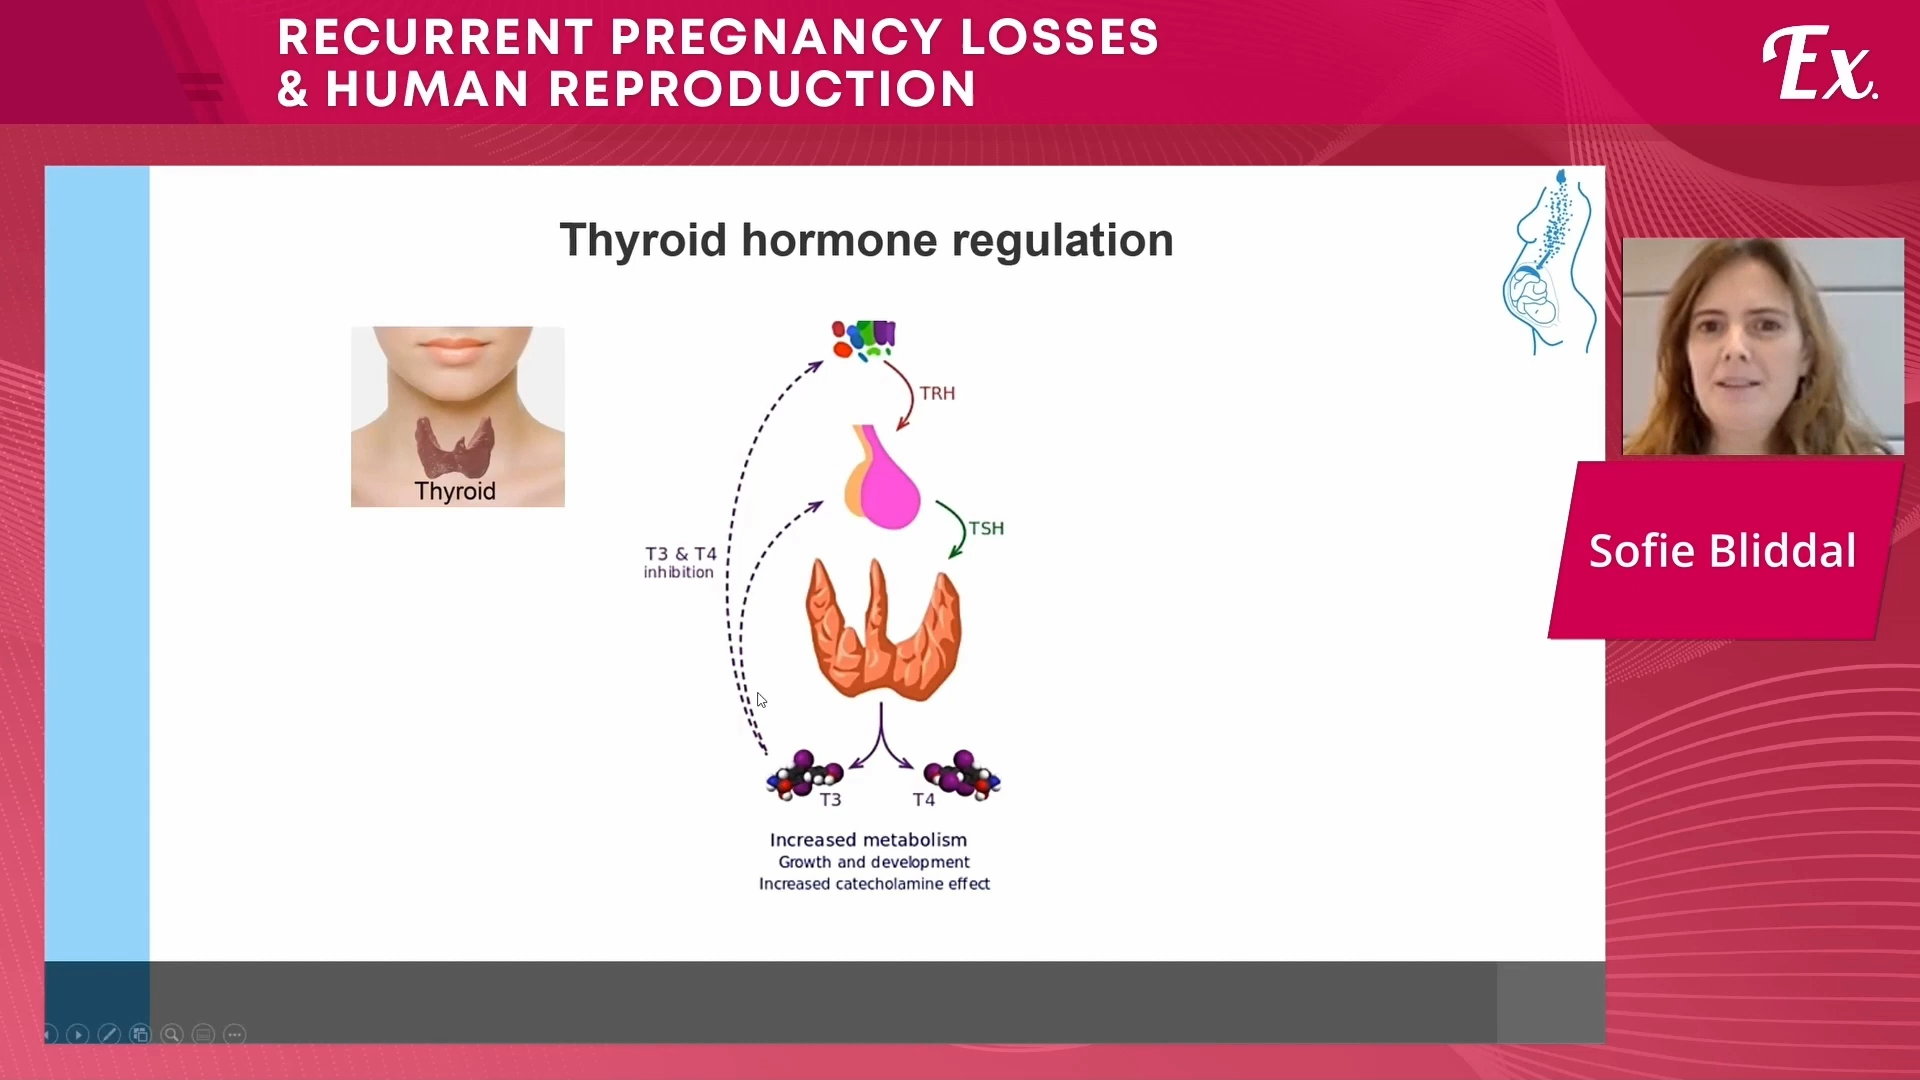 RECURRENT PREGNANCY LOSSES
& HUMAN REPRODUCTION
Ex.
Thyroid hormone regulation
Thyroid
TRH
TSH
T3 & T4
inhibition
T3
T4
Increased metabolism
Growth and development
Increased catecholamine effect
Sofie Bliddal